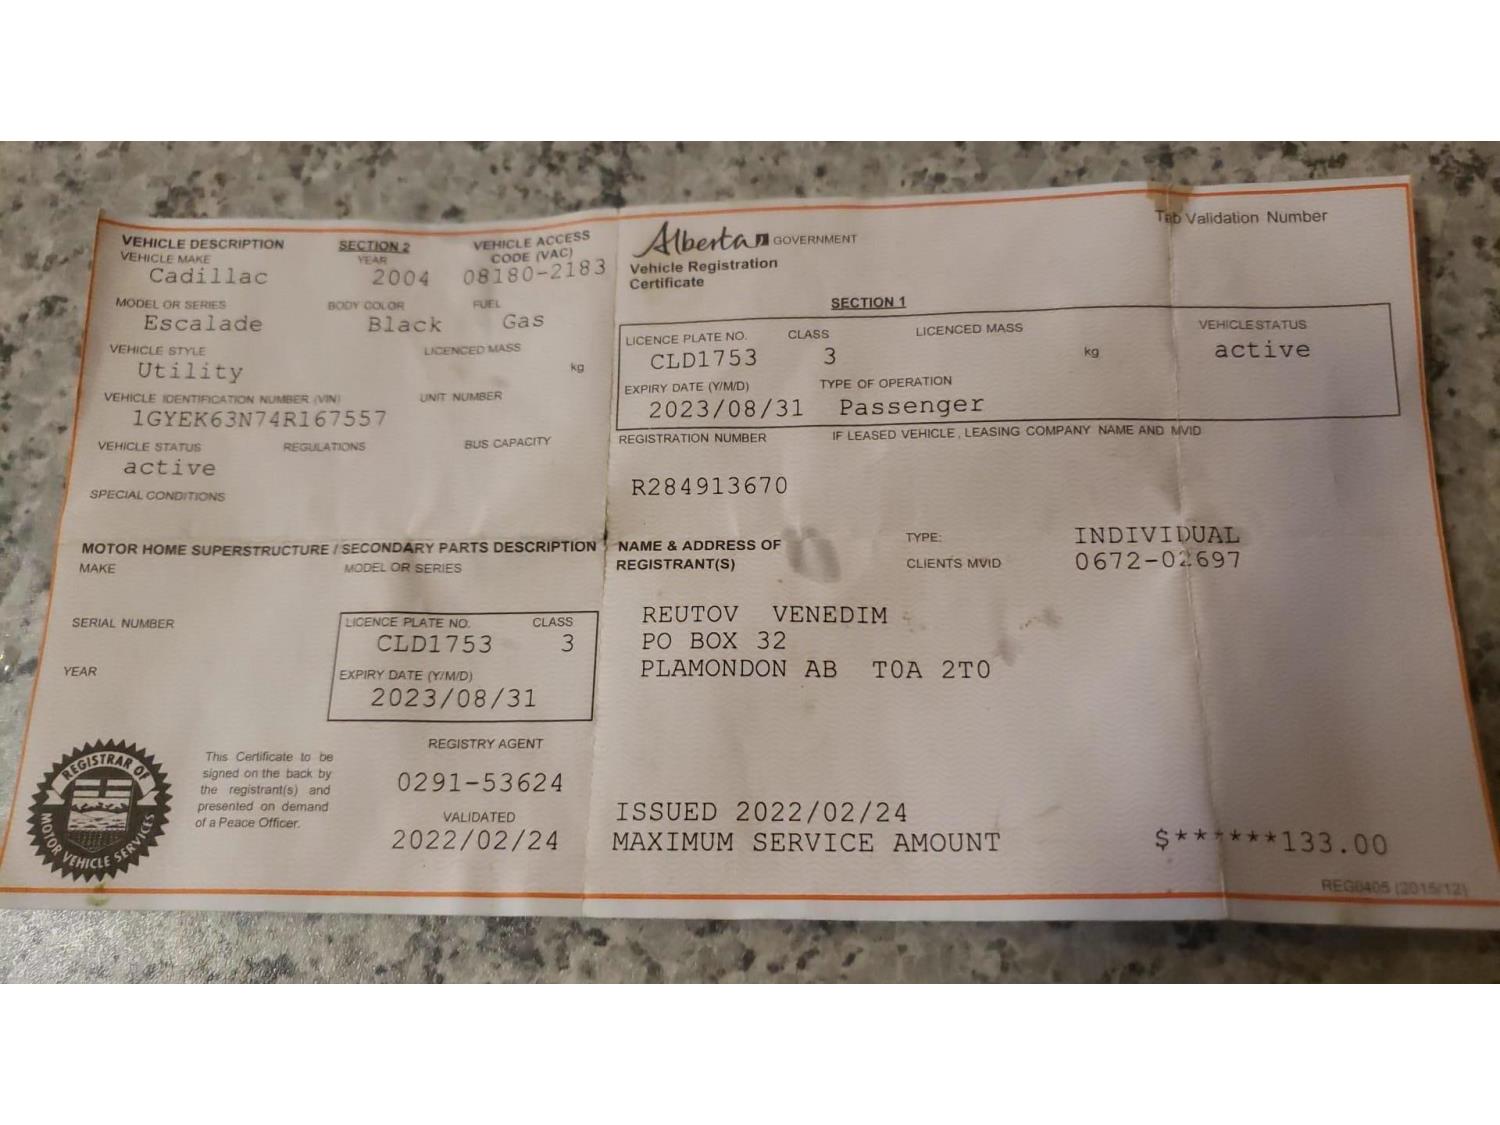 VEHICLE DESCRIPTION SECTION 2 VEHICLE ACCESS CODE (VAC)
VEHICLE MAKE YEAR
Cadillac 2004 08180-2183
MODEL OR SERIES BODY COLOR FUEL
Escalade Black Gas
VEHICLE STYLE LICENCED MASS
Utility kg
VEHICLE IDENTIFICATION NUMBER (VIN) UNIT NUMBER
1GYEK63N74R167557
VEHICLE STATUS REGULATIONS BUS CAPACITY
active
SPECIAL CONDITIONS
MOTOR HOME SUPERSTRUCTURE / SECONDARY PARTS DESCRIPTION
MAKE MODEL OR SERIES
SERIAL NUMBER
YEAR
LICENCE PLATE NO. CLASS
CLD1753 3
EXPIRY DATE (Y/M/D)
2023/08/31
REGISTRAR OF
MOTOR VEHICLE SERVICES
This Certificate to be
signed on the back by
the registrant(s) and
presented on demand
of a Peace Officer.
REGISTRY AGENT
0291-53624
VALIDATED
2022/02/24
Tab Validation Number
Alberta GOVERNMENT
Vehicle Registration
Certificate
SECTION 1
LICENCE PLATE NO. CLASS LICENCED MASS VEHICLE STATUS
CLD1753 3 kg active
EXPIRY DATE (Y/M/D) TYPE OF OPERATION
2023/08/31 Passenger
REGISTRATION NUMBER IF LEASED VEHICLE, LEASING COMPANY NAME AND MVID
R284913670
NAME & ADDRESS OF
REGISTRANT(S)
TYPE: INDIVIDUAL
CLIENTS MVID 0672-02697
REUTOV VENEDIM
PO BOX 32
PLAMONDON AB T0A 2T0
ISSUED 2022/02/24
MAXIMUM SERVICE AMOUNT $******133.00
REG0405 (2015/12)